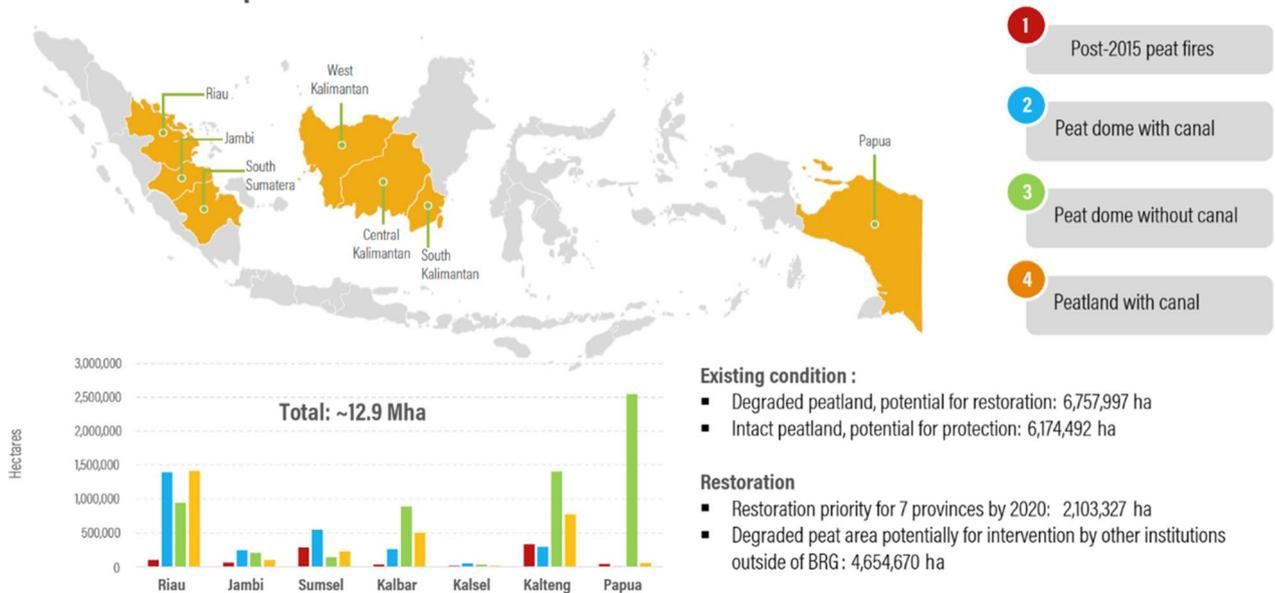 West
Kalimantan
Riau
Jambi
South
Sumatera
Central
Kalimantan
South
Kalimantan
Papua
1
Post-2015 peat fires
2
Peat dome with canal
3
Peat dome without canal
4
Peatland with canal
Hectares
3,000,000
2,500,000
2,000,000
1,500,000
1,000,000
500,000
0
Total: ~12.9 Mha
Riau Jambi Sumsel Kalbar Kalsel Kalteng Papua
Existing condition :
▪ Degraded peatland, potential for restoration: 6,757,997 ha
▪ Intact peatland, potential for protection: 6,174,492 ha
Restoration
▪ Restoration priority for 7 provinces by 2020: 2,103,327 ha
▪ Degraded peat area potentially for intervention by other institutions
outside of BRG: 4,654,670 ha